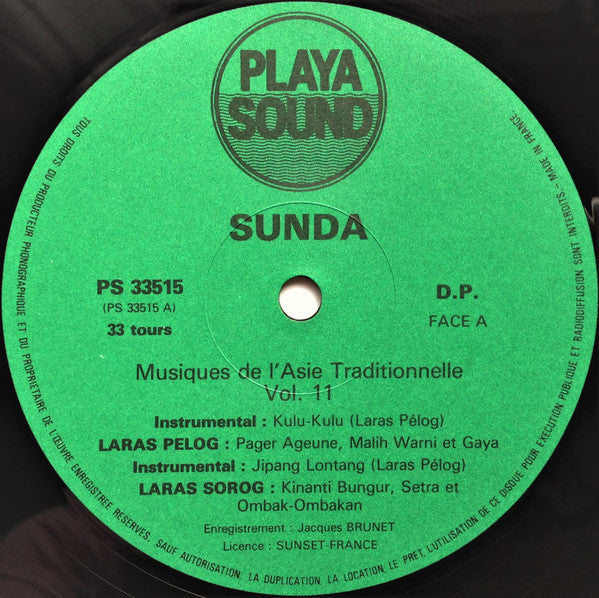 PLAYA
SOUND
SUNDA
PS 33515
(PS 33515 A)
33 tours
D.P.
FACE A
Musiques de l'Asie Traditionnelle
Vol. 11
Instrumental : Kulu-Kulu (Laras Pélog)
LARAS PELOG : Pager Ageune, Malih Warni et Gaya
Instrumental : Jipang Lontang (Laras Pélog)
LARAS SOROG : Kinanti Bungur, Setra et
Ombak-Ombakan
Enregistrement : Jacques BRUNET
Licence : SUNSET-FRANCE
TOUS DROITS DU PRODUCTEUR PHONOGRAPHIQUE ET DU PROPRIETAIRE DE L'ŒUVRE ENREGISTREE RESERVES. SAUF AUTORISATION, LA DUPLICATION, LA LOCATION, LE PRET, L'UTILISATION DE CE DISQUE POUR EXECUTION PUBLIQUE ET RADIODIFFUSION SONT INTERDITS - MADE IN FRANCE.